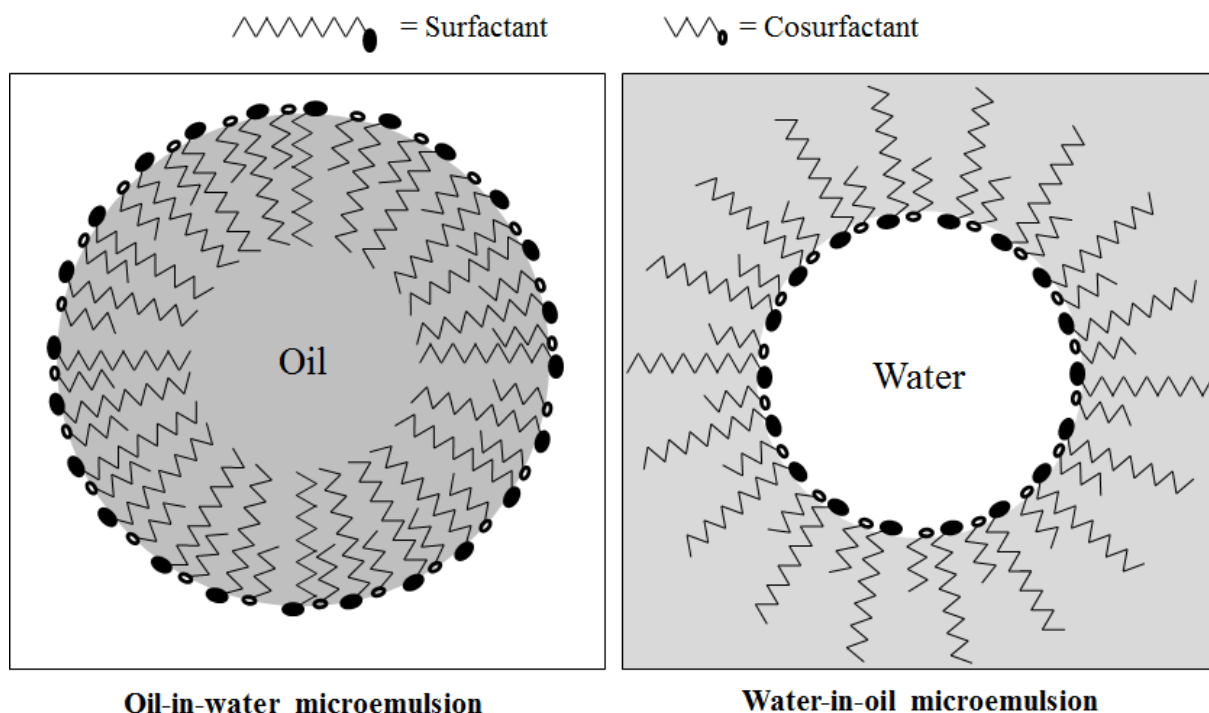 = Surfactant
= Cosurfactant
Oil
Water
Oil-in-water microemulsion
Water-in-oil microemulsion